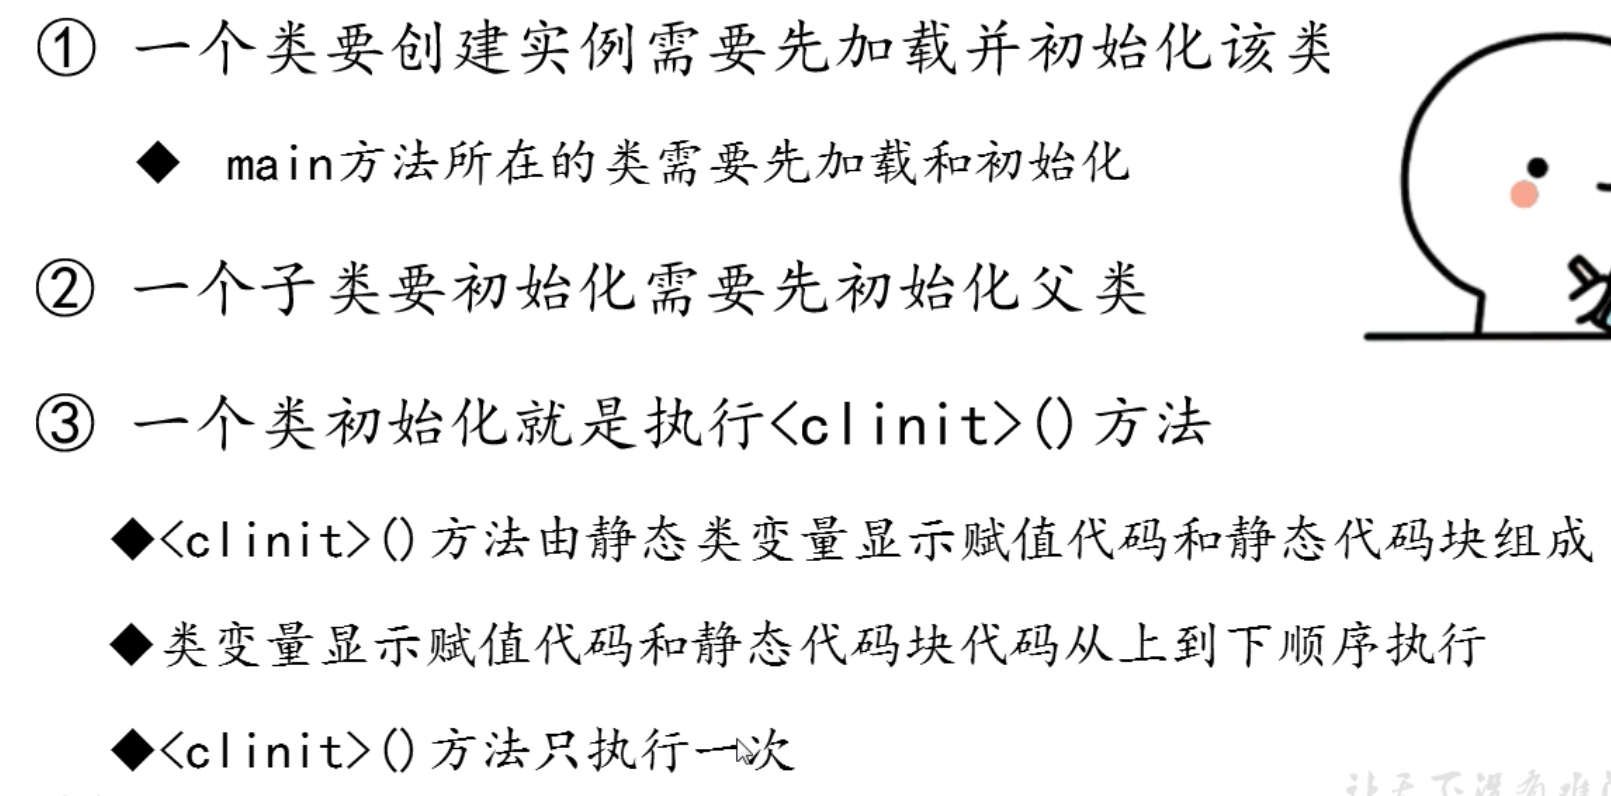 ① 一个类要创建实例需要先加载并初始化该类
◆ main方法所在的类需要先加载和初始化
② 一个子类要初始化需要先初始化父类
③ 一个类初始化就是执行<clinit>()方法
◆<clinit>()方法由静态类变量显示赋值代码和静态代码块组成
◆类变量显示赋值代码和静态代码块代码从上到下顺序执行
◆<clinit>()方法只执行一次
让天下没有难